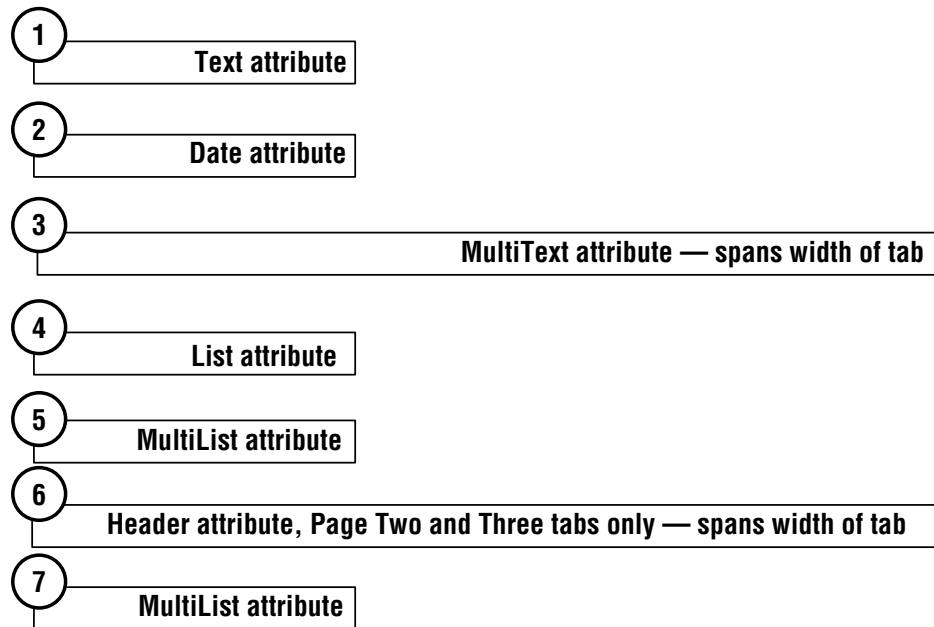 1
Text attribute
2
Date attribute
3
MultiText attribute — spans width of tab
4
List attribute
5
MultiList attribute
6
Header attribute, Page Two and Three tabs only — spans width of tab
7
MultiList attribute